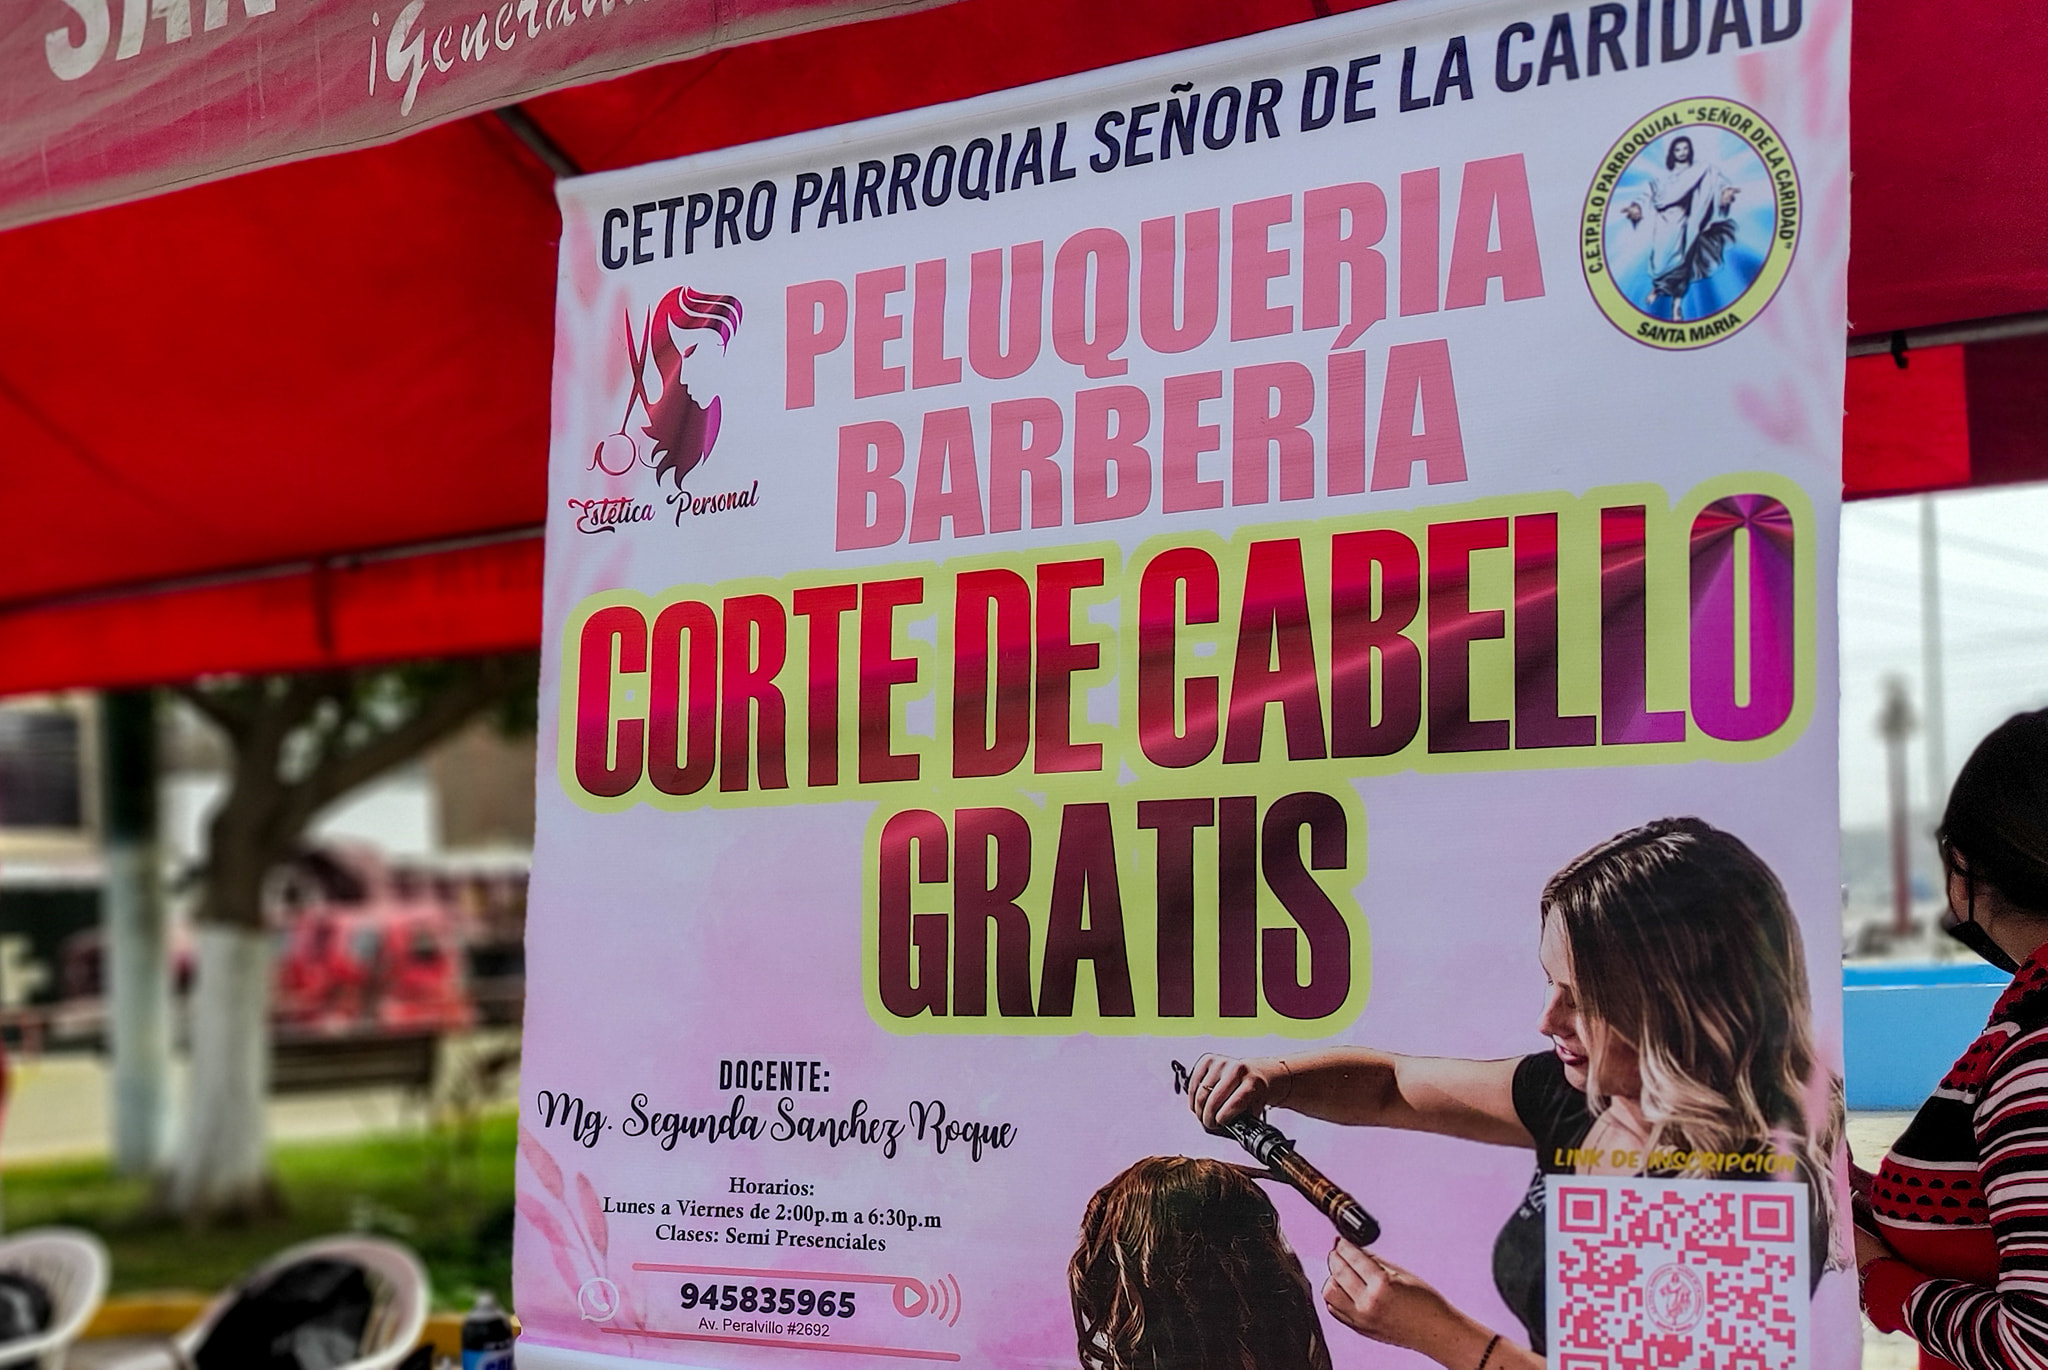 ¡Genera
CETPRO PARROQIAL SEÑOR DE LA CARIDAD
C.E.TP.R.O PARROQUIAL "SEÑOR DE LA CARIDAD"
SANTA MARIA
PELUQUERIA
BARBERÍA
Estética Personal
CORTE DE CABELLO
GRATIS
DOCENTE:
Mg. Segunda Sanchez Roque
Horarios:
Lunes a Viernes de 2:00p.m a 6:30p.m
Clases: Semi Presenciales
945835965
Av. Peralvillo #2692
LINK DE INSCRIPCIÓN